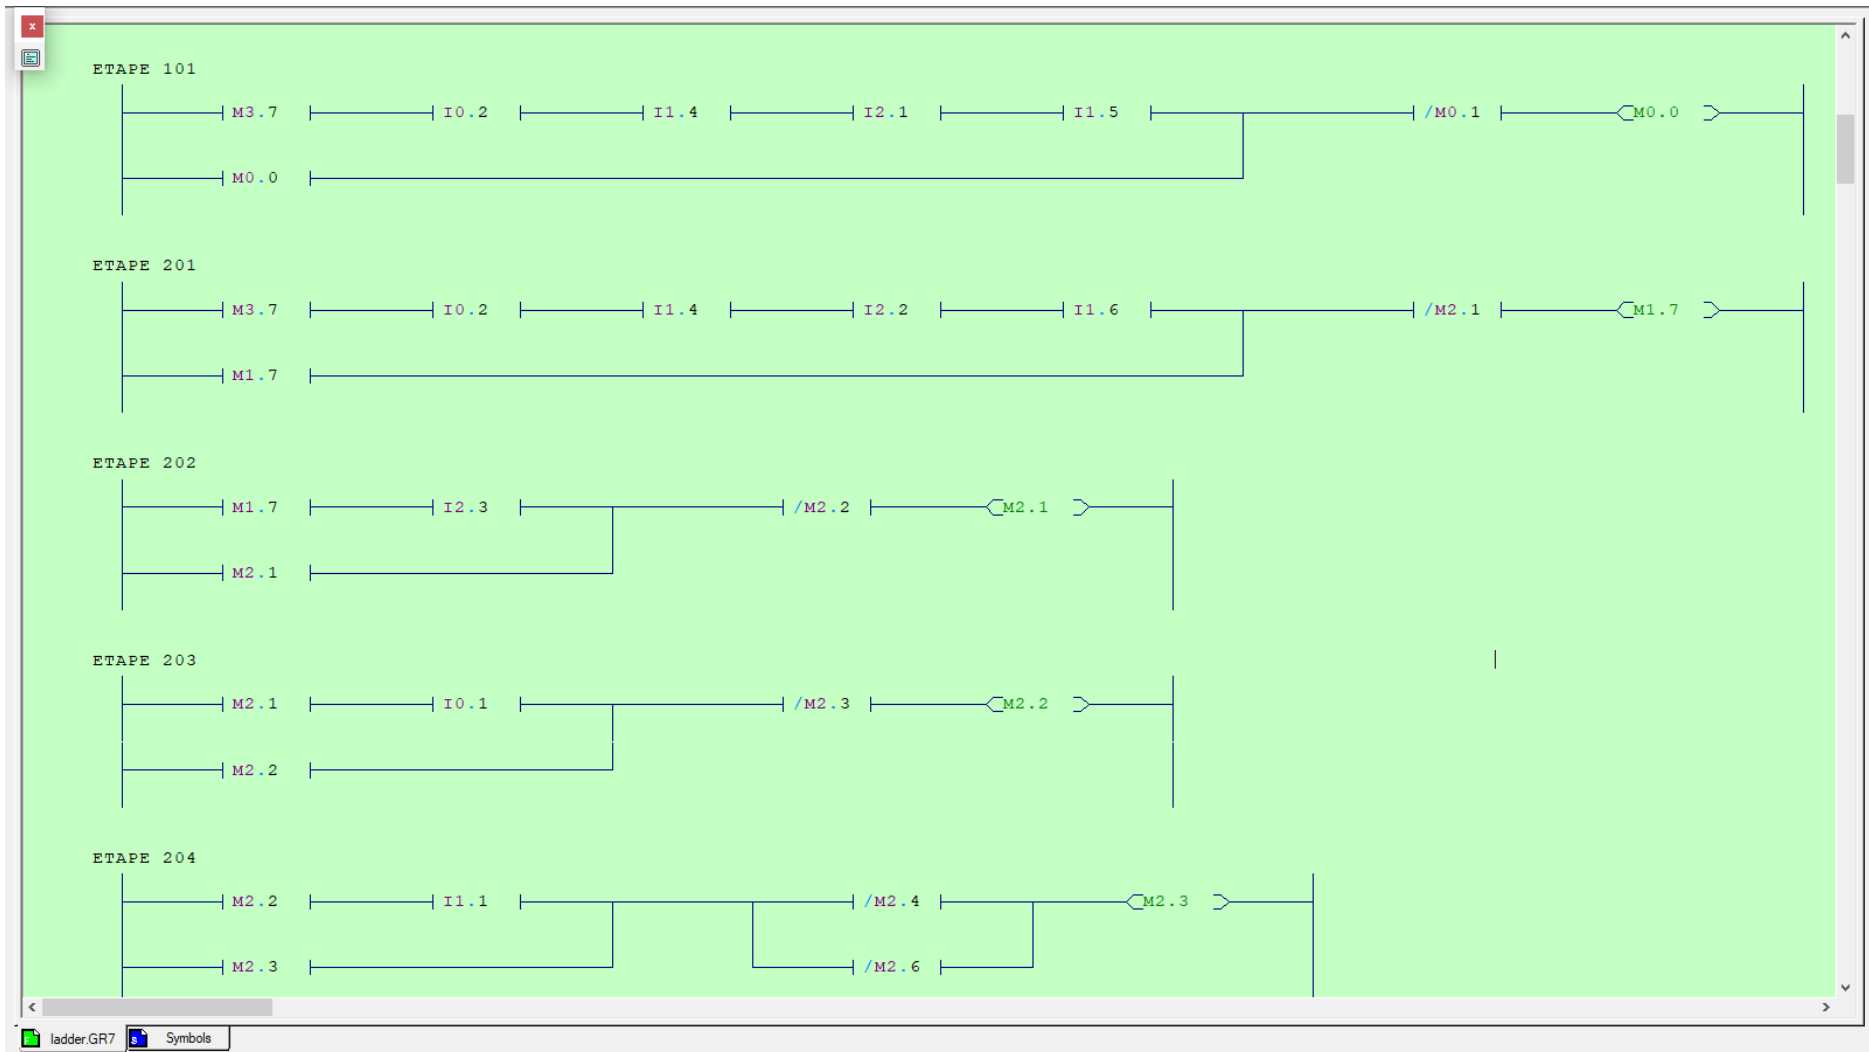 x
ETAPE 101
M3.7 I0.2 I1.4 I2.1 I1.5 /M0.1 M0.0
M0.0
ETAPE 201
M3.7 I0.2 I1.4 I2.2 I1.6 /M2.1 M1.7
M1.7
ETAPE 202
M1.7 I2.3 /M2.2 M2.1
M2.1
ETAPE 203
M2.1 I0.1 /M2.3 M2.2
M2.2
ETAPE 204
M2.2 I1.1 /M2.4 M2.3
M2.3 /M2.6
ladder.GR7 Symbols